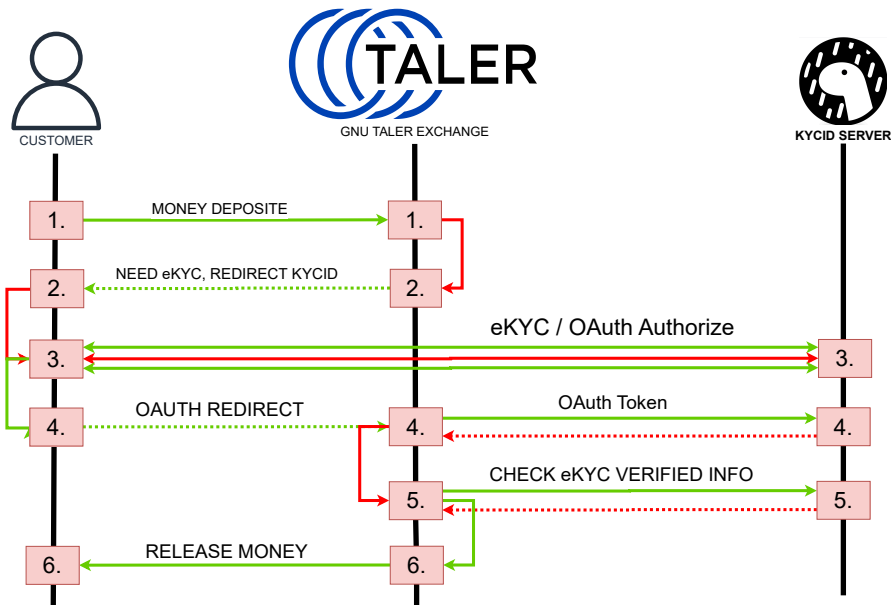 TALER
CUSTOMER
GNU TALER EXCHANGE
KYCID SERVER
1.
MONEY DEPOSITE
1.
2.
NEED eKYC, REDIRECT KYCID
2.
eKYC / OAuth Authorize
3.
3.
4.
OAUTH REDIRECT
4.
OAuth Token
4.
CHECK eKYC VERIFIED INFO
5.
5.
6.
RELEASE MONEY
6.